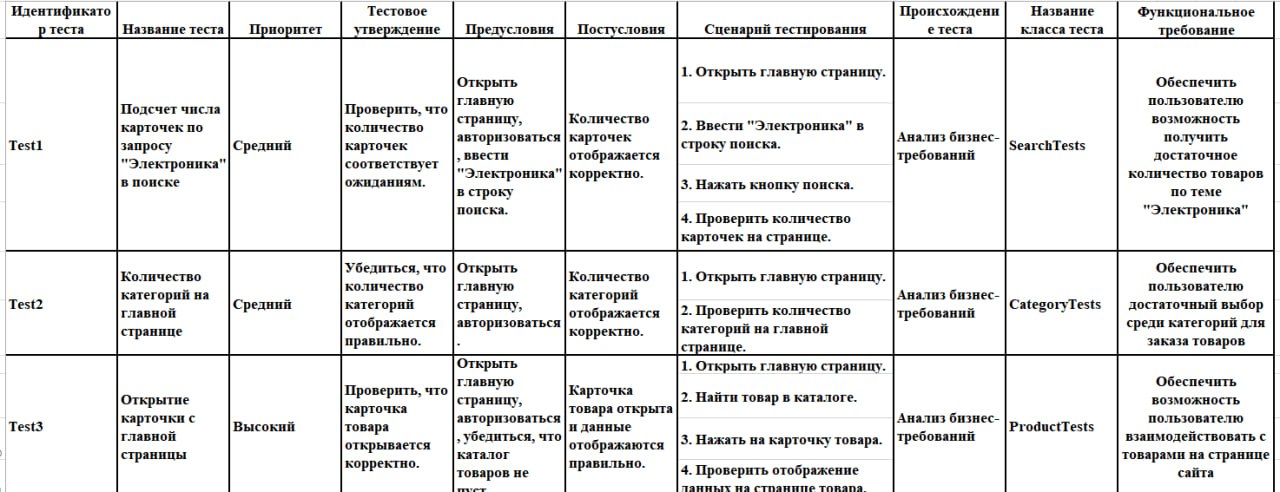 Идентификато
р теста
Название теста
Приоритет
Тестовое
утверждение
Предусловия
Постусловия
Сценарий тестирования
Происхождени
е теста
Название
класса теста
Функциональное
требование
Test1
Подсчет числа
карточек по
запросу
"Электроника"
в поиске
Средний
Проверить, что
количество
карточек
соответствует
ожиданиям.
Открыть
главную
страницу,
авторизоваться
, ввести
"Электроника"
в строку
поиска.
Количество
карточек
отображается
корректно.
1. Открыть главную страницу.
2. Ввести "Электроника" в
строку поиска.
3. Нажать кнопку поиска.
4. Проверить количество
карточек на странице.
Анализ бизнес-
требований
SearchTests
Обеспечить
пользователю
возможность
получить
достаточное
количество товаров
по теме
"Электроника"
Test2
Количество
категорий на
главной
странице
Средний
Убедиться, что
количество
категорий
отображается
правильно.
Открыть
главную
страницу,
авторизоваться
.
Количество
категорий
отображается
корректно.
1. Открыть главную страницу.
2. Проверить количество
категорий на главной
странице.
Анализ бизнес-
требований
CategoryTests
Обеспечить
пользователю
достаточный выбор
среди категорий для
заказа товаров
Test3
Открытие
карточки с
главной
страницы
Высокий
Проверить, что
карточка
товара
открывается
корректно.
Открыть
главную
страницу,
авторизоваться
, убедиться, что
каталог
товаров не
пуст
Карточка
товара открыта
и данные
отображаются
правильно.
1. Открыть главную страницу.
2. Найти товар в каталоге.
3. Нажать на карточку товара.
4. Проверить отображение
данных на странице товара.
Анализ бизнес-
требований
ProductTests
Обеспечить
возможность
пользователю
взаимодействовать с
товарами на странице
сайта